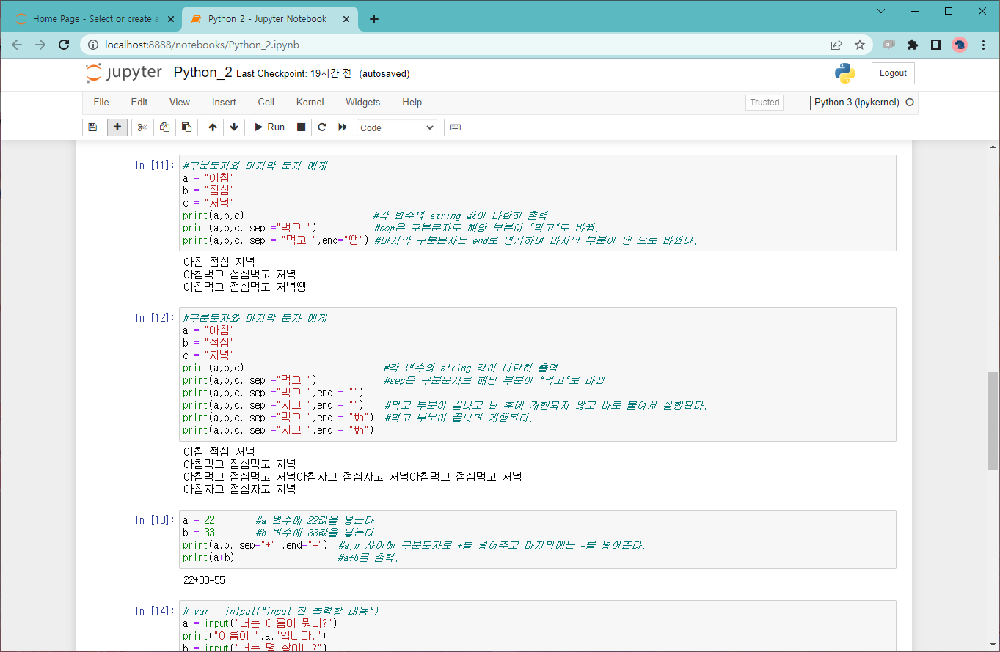 Home Page - Select or create a
Python_2 - Jupyter Notebook
localhost:8888/notebooks/Python_2.ipynb
jupyter Python_2 Last Checkpoint: 19시간 전 (autosaved)
Logout
File Edit View Insert Cell Kernel Widgets Help
Trusted
Python 3 (ipykernel)
Run
Code
In [11]:
#구분문자와 마지막 문자 예제
a = "아침"
b = "점심"
c = "저녁"
print(a,b,c) #각 변수의 string 값이 나란히 출력
print(a,b,c, sep ="먹고 ") #sep은 구분문자로 해당 부분이 "먹고"로 바뀜.
print(a,b,c, sep = "먹고 ",end="땡") #마지막 구분문자는 end로 명시하며 마지막 부분이 땡 으로 바뀐다.
아침 점심 저녁
아침먹고 점심먹고 저녁
아침먹고 점심먹고 저녁땡
In [12]:
#구분문자와 마지막 문자 예제
a = "아침"
b = "점심"
c = "저녁"
print(a,b,c) #각 변수의 string 값이 나란히 출력
print(a,b,c, sep ="먹고 ") #sep은 구분문자로 해당 부분이 "먹고"로 바뀜.
print(a,b,c, sep ="먹고 ",end = "")
print(a,b,c, sep ="자고 ",end = "") #먹고 부분이 끝나고 난 후에 개행되지 않고 바로 붙여서 실행된다.
print(a,b,c, sep ="먹고 ",end = "₩n") #먹고 부분이 끝나면 개행된다.
print(a,b,c, sep ="자고 ",end = "₩n")
아침 점심 저녁
아침먹고 점심먹고 저녁
아침먹고 점심먹고 저녁아침자고 점심자고 저녁아침먹고 점심먹고 저녁
아침자고 점심자고 저녁
In [13]:
a = 22 #a 변수에 22값을 넣는다.
b = 33 #b 변수에 33값을 넣는다.
print(a,b, sep="+" ,end="=") #a,b 사이에 구분문자로 +를 넣어주고 마지막에는 =를 넣어준다.
print(a+b) #a+b를 출력.
22+33=55
In [14]:
# var = intput("input 전 출력할 내용")
a = input("너는 이름이 뭐니?")
print("이름이 ",a,"입니다.")
b = input("너는 몇 살이니?")